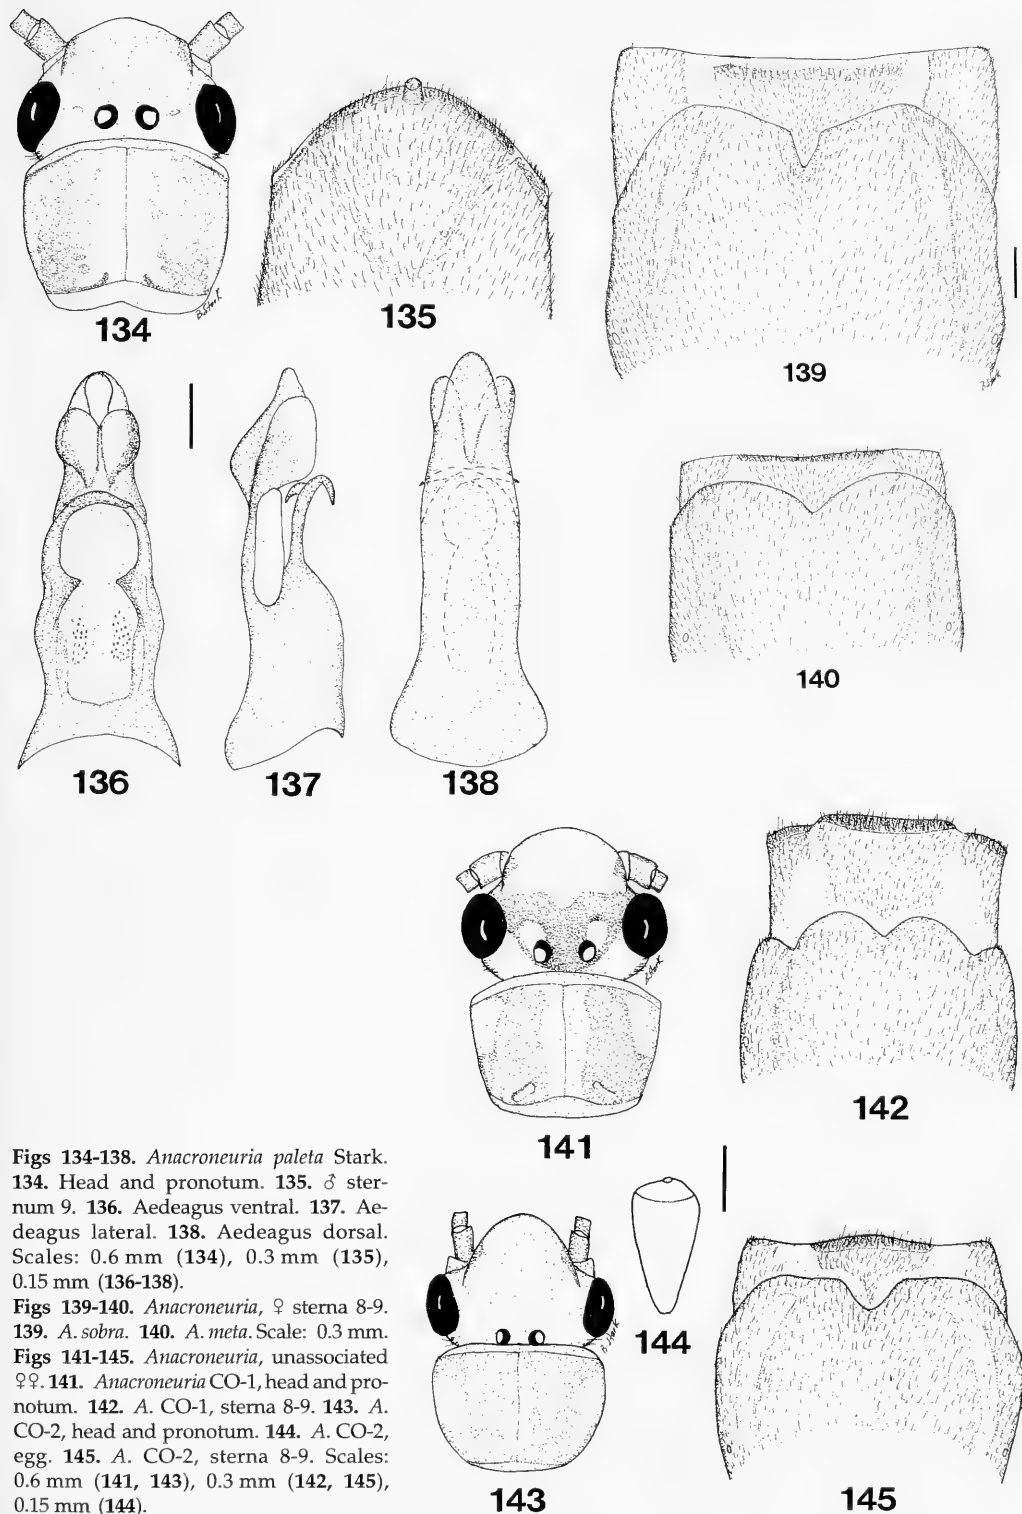 134
135
139
136
137
138
140
141
142
Figs 134-138. Anacroneuria paleta Stark.
134. Head and pronotum. 135. ♂ ster-
num 9. 136. Aedeagus ventral. 137. Ae-
deagus lateral. 138. Aedeagus dorsal.
Scales: 0.6 mm (134), 0.3 mm (135),
0.15 mm (136-138).
Figs 139-140. Anacroneuria, ♀ sterna 8-9.
139. A. sobra. 140. A. meta. Scale: 0.3 mm.
Figs 141-145. Anacroneuria, unassociated
♀♀. 141. Anacroneuria CO-1, head and pro-
notum. 142. A. CO-1, sterna 8-9. 143. A.
CO-2, head and pronotum. 144. A. CO-2,
egg. 145. A. CO-2, sterna 8-9. Scales:
0.6 mm (141, 143), 0.3 mm (142, 145),
0.15 mm (144).
144
143
145